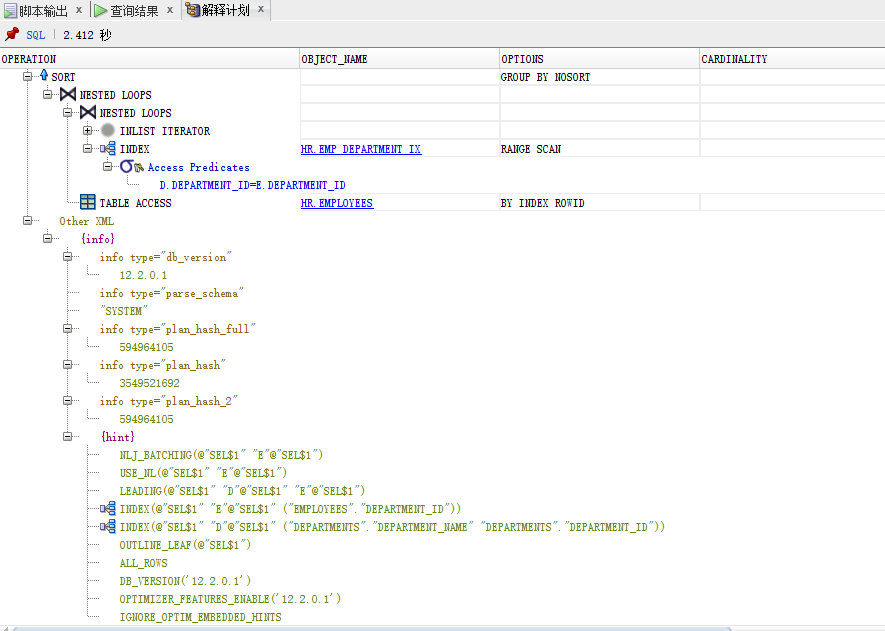 脚本输出 × 查询结果 × 解释计划 ×
SQL | 2.412 秒
OPERATION OBJECT_NAME OPTIONS CARDINALITY
SORT GROUP BY NOSORT
NESTED LOOPS
NESTED LOOPS
INLIST ITERATOR
INDEX HR.EMP_DEPARTMENT_IX RANGE SCAN
Access Predicates
D.DEPARTMENT_ID=E.DEPARTMENT_ID
TABLE ACCESS HR.EMPLOYEES BY INDEX ROWID
Other XML
{info}
info type="db_version"
12.2.0.1
info type="parse_schema"
"SYSTEM"
info type="plan_hash_full"
594964105
info type="plan_hash"
3549521692
info type="plan_hash_2"
594964105
{hint}
NLJ_BATCHING(@"SEL$1" "E"@"SEL$1")
USE_NL(@"SEL$1" "E"@"SEL$1")
LEADING(@"SEL$1" "D"@"SEL$1" "E"@"SEL$1")
INDEX(@"SEL$1" "E"@"SEL$1" ("EMPLOYEES"."DEPARTMENT_ID"))
INDEX(@"SEL$1" "D"@"SEL$1" ("DEPARTMENTS"."DEPARTMENT_NAME" "DEPARTMENTS"."DEPARTMENT_ID"))
OUTLINE_LEAF(@"SEL$1")
ALL_ROWS
DB_VERSION('12.2.0.1')
OPTIMIZER_FEATURES_ENABLE('12.2.0.1')
IGNORE_OPTIM_EMBEDDED_HINTS